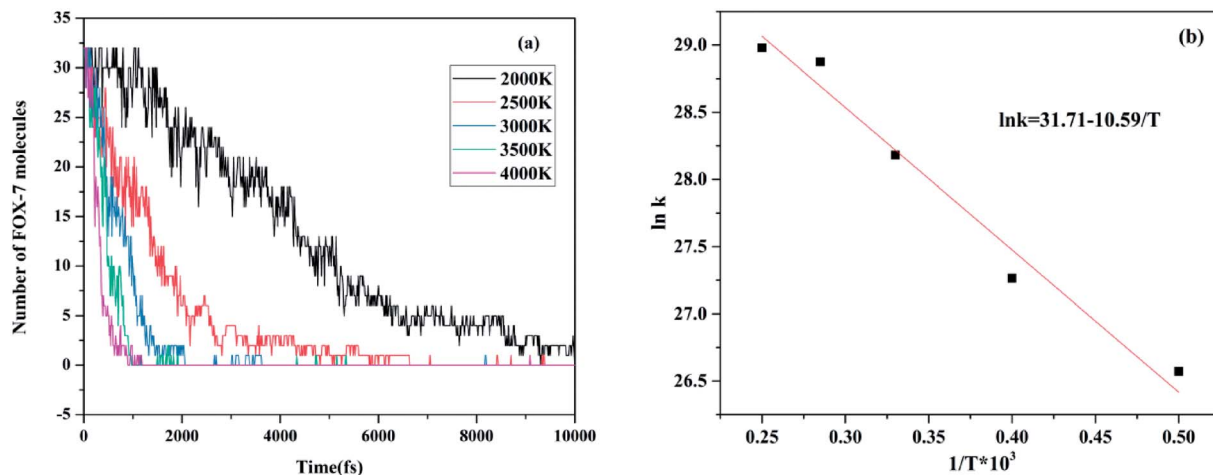 (a)
Number of FOX-7 molecules
35
30
25
20
15
10
5
0
-5
0
2000
4000
6000
8000
10000
Time(fs)
2000K
2500K
3000K
3500K
4000K
(b)
ln k
29.0
28.5
28.0
27.5
27.0
26.5
0.25
0.30
0.35
0.40
0.45
0.50
1/T*10³
lnk=31.71-10.59/T